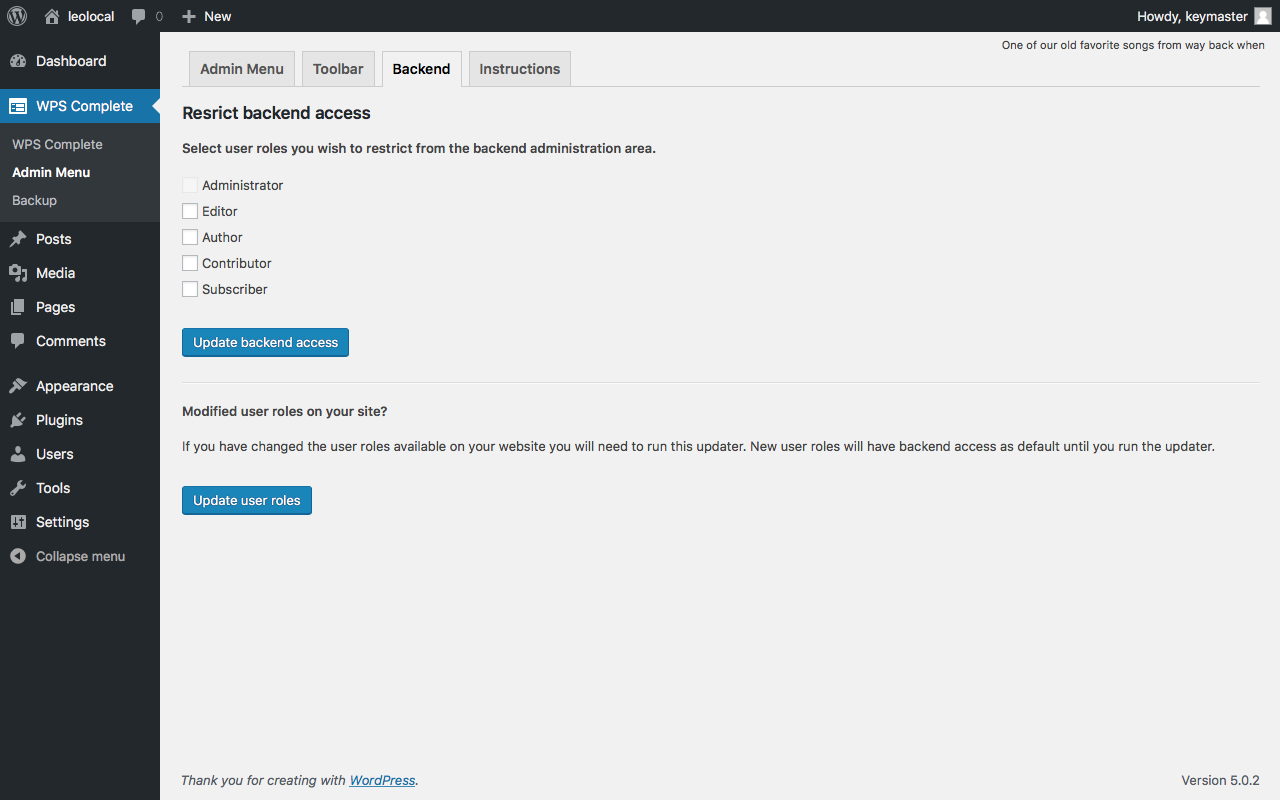 leolocal 0 New Howdy, keymaster
One of our old favorite songs from way back when
Dashboard
WPS Complete
WPS Complete
Admin Menu
Backup
Posts
Media
Pages
Comments
Appearance
Plugins
Users
Tools
Settings
Collapse menu
Admin Menu Toolbar Backend Instructions
Resrict backend access
Select user roles you wish to restrict from the backend administration area.
Administrator
Editor
Author
Contributor
Subscriber
Update backend access
Modified user roles on your site?
If you have changed the user roles available on your website you will need to run this updater. New user roles will have backend access as default until you run the updater.
Update user roles
Thank you for creating with WordPress. Version 5.0.2